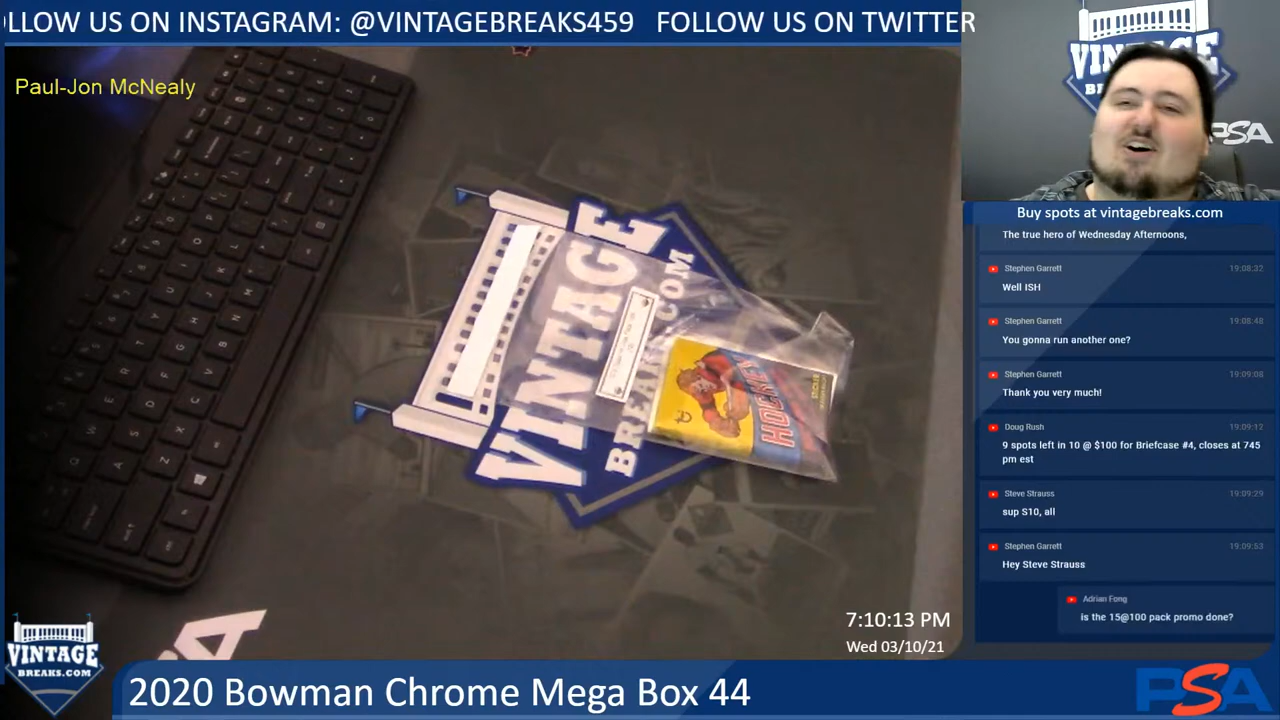 OLLOW US ON INSTAGRAM: @VINTAGEBREAKS459 FOLLOW US ON TWITTER
Paul-Jon McNealy
VINTAGE
PSA
Buy spots at vintagebreaks.com
The true hero of Wednesday Afternoons,
Stephen Garrett 19:08:32
Well ISH
Stephen Garrett 19:08:48
You gonna run another one?
Stephen Garrett 19:09:08
Thank you very much!
Doug Rush 19:09:12
9 spots left in 10 @ $100 for Briefcase #4, closes at 745
pm est
Steve Strauss 19:09:29
sup S10, all
Stephen Garrett 19:09:53
Hey Steve Strauss
Adrian Fong
is the 15@100 pack promo done?
VINTAGE
BREAK
COM
HOCKEY
7:10:13 PM
Wed 03/10/21
VINTAGE
BREAKS.COM
2020 Bowman Chrome Mega Box 44
PSA